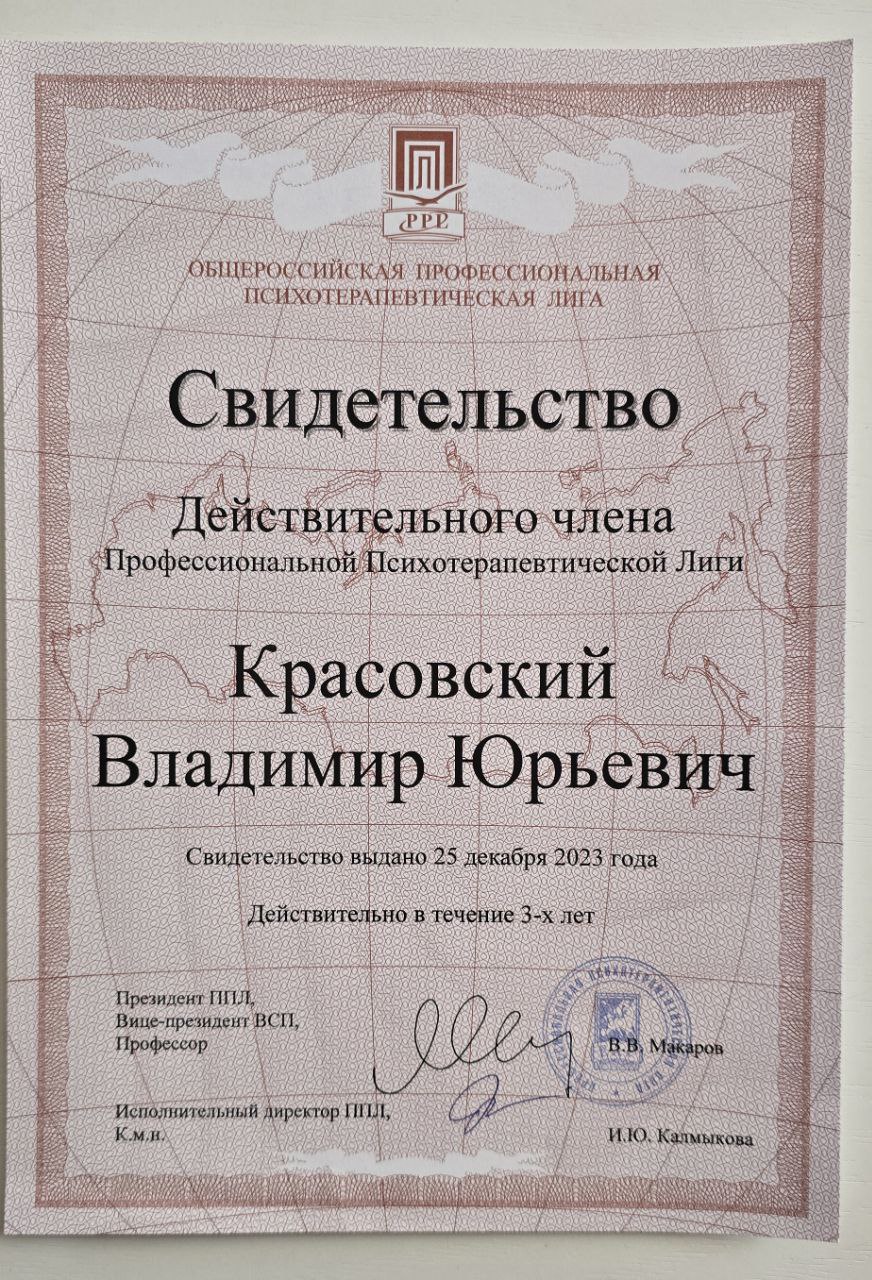 PPL
ОБЩЕРОССИЙСКАЯ ПРОФЕССИОНАЛЬНАЯ
ПСИХОТЕРАПЕВТИЧЕСКАЯ ЛИГА
Свидетельство
Действительного члена
Профессиональной Психотерапевтической Лиги
Красовский
Владимир Юрьевич
Свидетельство выдано 25 декабря 2023 года
Действительно в течение 3-х лет
Президент ППЛ,
Вице-президент ВСП,
Профессор
В.В. Макаров
Исполнительный директор ППЛ,
К.м.н.
И.Ю. Калмыкова